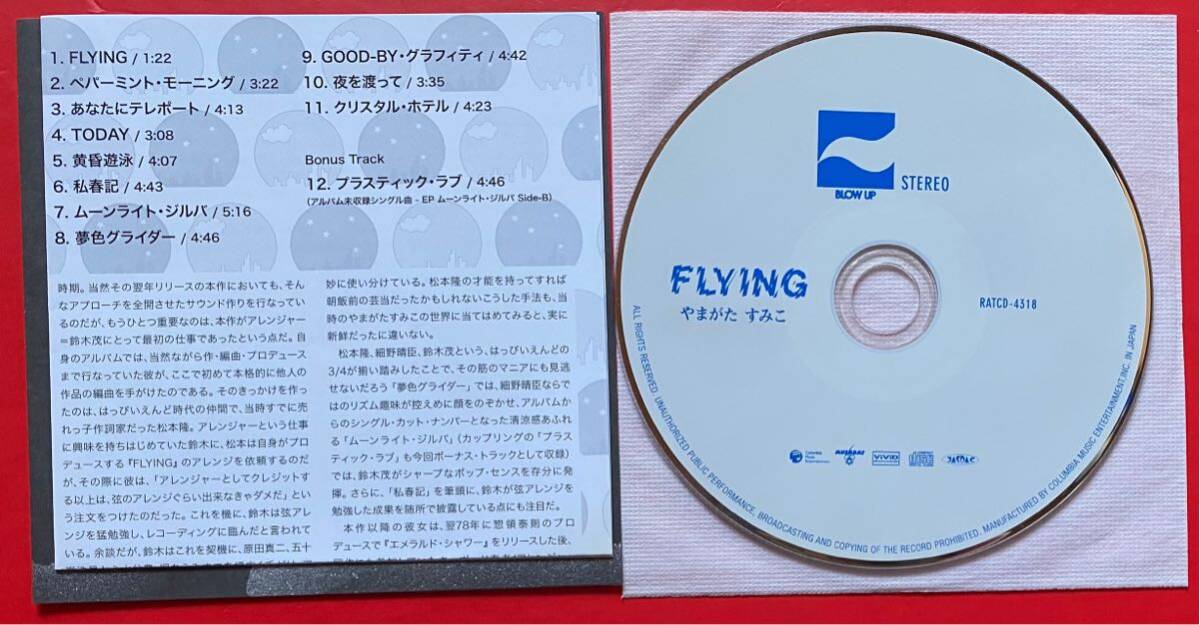 1. FLYING / 1:22
2. ペパーミント・モーニング / 3:22
3. あなたにテレポート / 4:13
4. TODAY / 3:08
5. 黄昏遊泳 / 4:07
6. 私春記 / 4:43
7. ムーンライト・ジルバ / 5:16
8. 夢色グライダー / 4:46
9. GOOD-BY・グラフィティ / 4:42
10. 夜を渡って / 3:35
11. クリスタル・ホテル / 4:23
Bonus Track
12. プラスティック・ラブ / 4:46
（アルバム未収録シングル曲 - EP ムーンライト・ジルバ Side-B）
時期。当然その翌年リリースの本作においても、そん
なアプローチを全開させたサウンド作りを行なってい
るのだが、もうひとつ重要なのは、本作がアレンジャー
＝鈴木茂にとって最初の仕事であったという点だ。自
身のアルバムでは、当然ながら作・編曲・プロデュース
まで行なっていた彼が、ここで初めて本格的に他人の
作品の編曲を手がけたのである。そのきっかけを作っ
たのは、はっぴいえんど時代の仲間で、当時すでに売
れっ子作詞家だった松本隆。アレンジャーという仕事
に興味を持ちはじめていた鈴木に、松本は自身がプロ
デュースする『FLYING』のアレンジを依頼するのだ
が、その際に彼は、「アレンジャーとしてクレジットす
る以上は、弦のアレンジぐらい出来なきゃダメだ」とい
う注文をつけたのだった。これを機に、鈴木は弦アレ
ンジを猛勉強し、レコーディングに臨んだと言われて
いる。余談だが、鈴木はこれを契機に、原田真二、五十
妙に使い分けている。松本隆の才能を持ってすれば
朝飯前の芸当だったかもしれないこうした手法も、当
時のやまがたすみこの世界に当てはめてみると、実に
新鮮だったに違いない。
松本隆、細野晴臣、鈴木茂という、はっぴいえんどの
3/4が揃い踏みしたことで、その筋のマニアにも見逃
せないだろう「夢色グライダー」では、細野晴臣ならで
はのリズム趣味が控えめに顔をのぞかせ、アルバムか
らのシングル・カット・ナンバーとなった清涼感あふれ
る「ムーンライト・ジルバ」（カップリングの「プラス
ティック・ラブ」も今回ボーナス・トラックとして収録）
では、鈴木茂がシャープなポップ・センスを存分に発
揮。さらに、「私春記」を筆頭に、鈴木が弦アレンジを
勉強した成果を随所で披露している点にも注目だ。
本作以降の彼女は、翌78年に惣領泰則のプロ
デュースで『エメラルド・シャワー』をリリースした後、
BLOW UP
STEREO
FLYING
やまがた すみこ
RATCD-4318
VIVID
JASRAC
ALL RIGHTS RESERVED. UNAUTHORIZED PUBLIC PERFORMANCE, BROADCASTING AND COPYING OF THE RECORD PROHIBITED. MANUFACTURED BY COLUMBIA MUSIC ENTERTAINMENT,INC. IN JAPAN